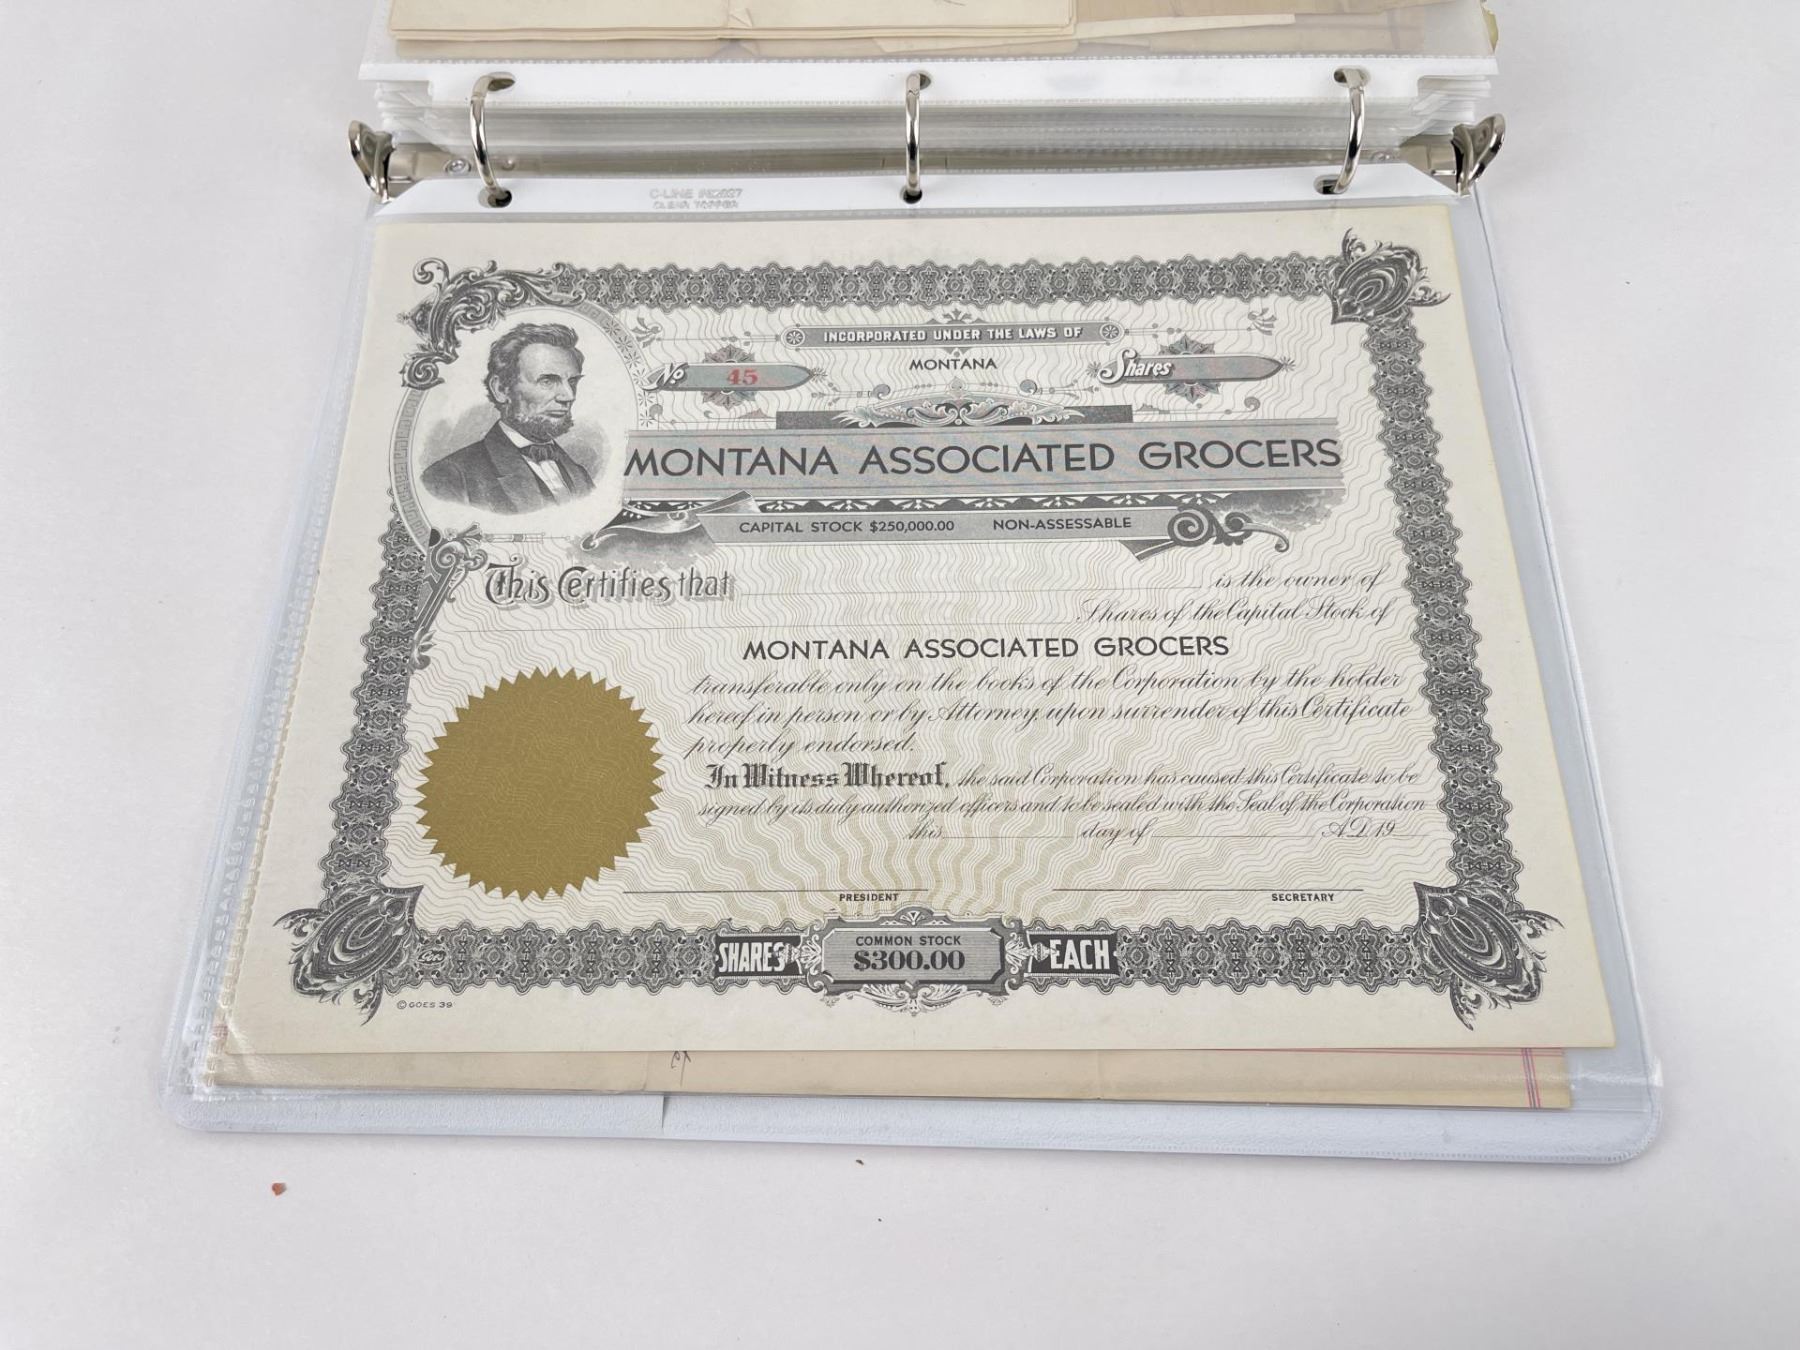 C-LINE
INCORPORATED UNDER THE LAWS OF
MONTANA
No. 45
Shares
MONTANA ASSOCIATED GROCERS
CAPITAL STOCK $250,000.00 NON-ASSESSABLE
This Certifies that is the owner of
Shares of the Capital Stock of
MONTANA ASSOCIATED GROCERS
transferable only on the books of the Corporation by the holder
hereof in person or by Attorney, upon surrender of this Certificate
properly endorsed.
In Witness Whereof, the said Corporation has caused this Certificate to be
signed by its duly authorized officers and to be sealed with the Seal of the Corporation
this day of A.D. 19
PRESIDENT SECRETARY
SHARES COMMON STOCK $300.00 EACH
Goes
© GOES 39